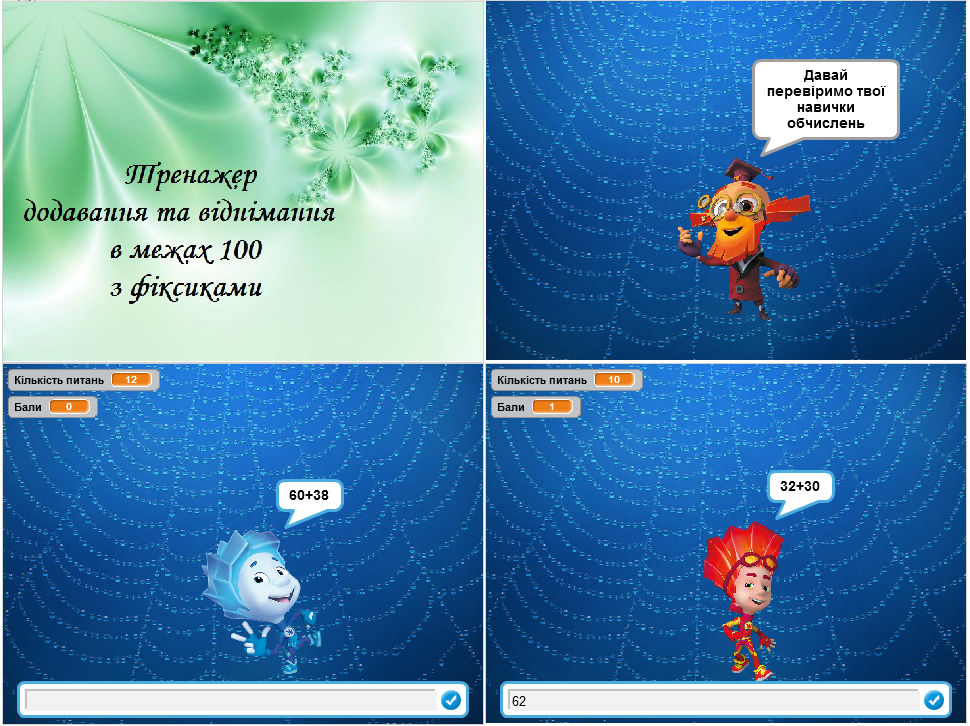 Тренажер
додавання та віднімання
в межах 100
з фіксиками
Давай
перевіримо твої
навички
обчислень
Кількість питань 12
Бали 0
60+38
Кількість питань 10
Бали 1
32+30
62